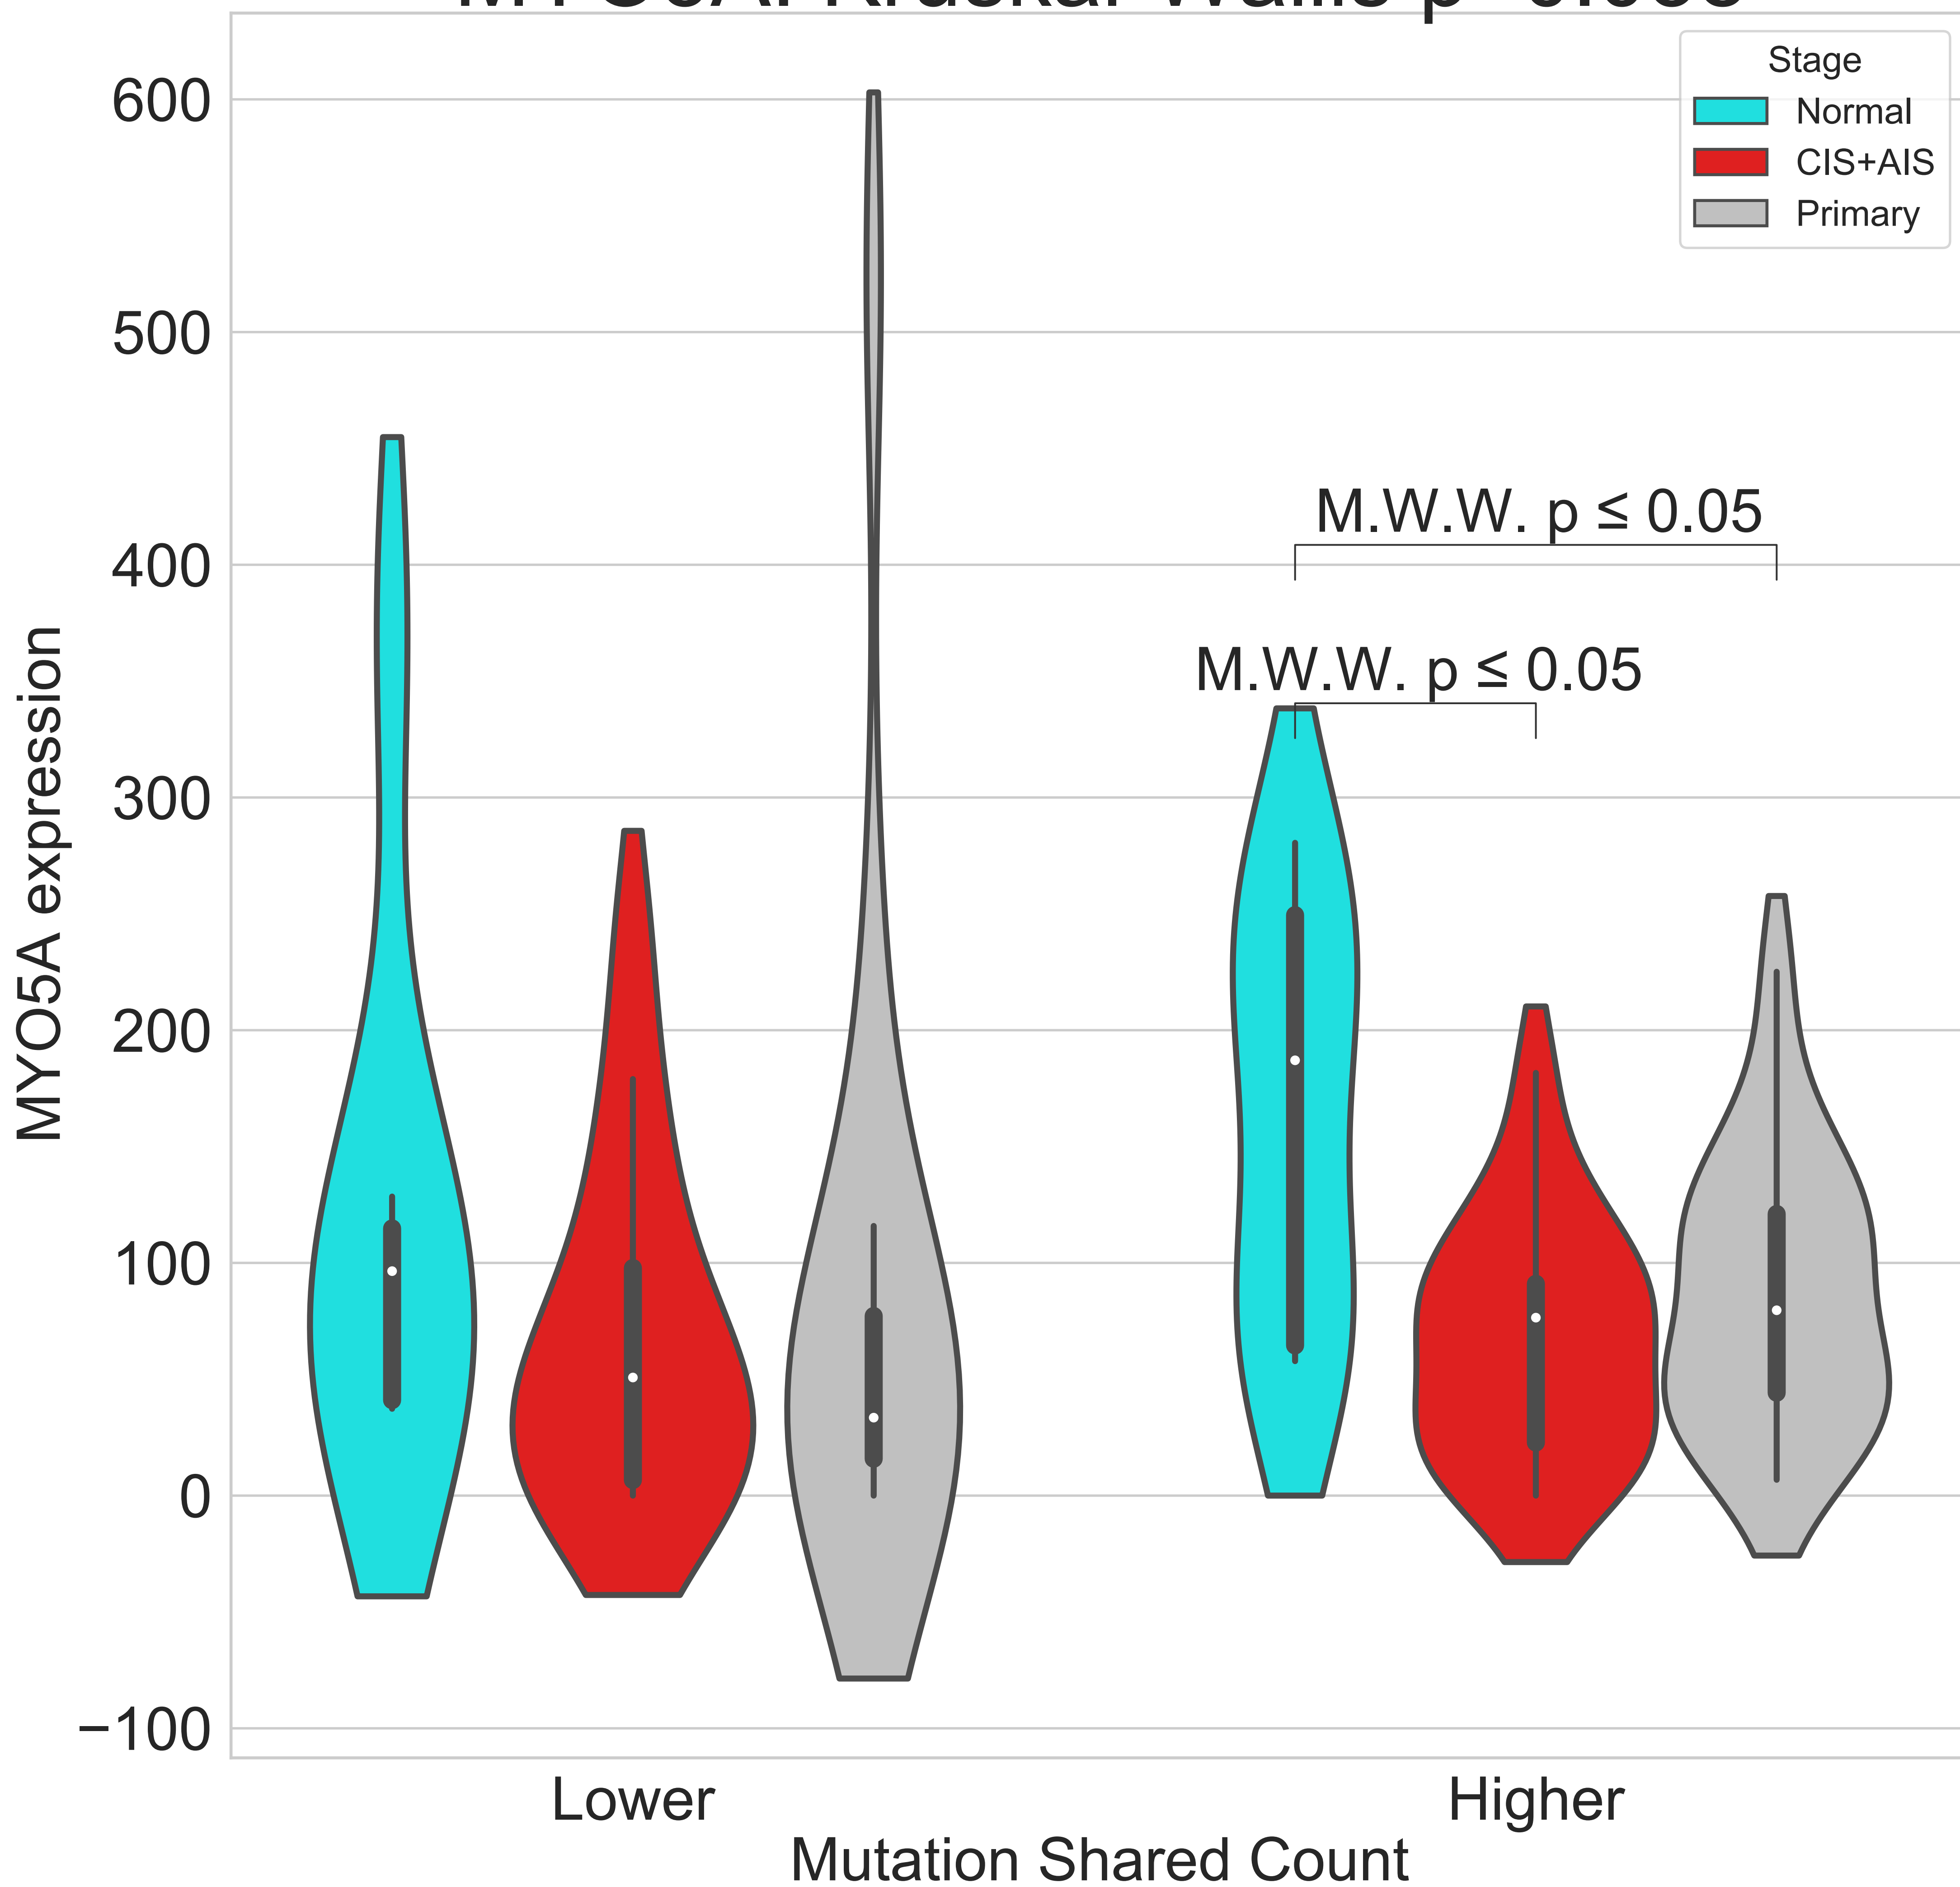 Stage
Normal
CIS+AIS
Primary
600
500
400
300
200
100
0
−100
MYO5A expression
M.W.W. p ≤ 0.05
M.W.W. p ≤ 0.05
Lower
Higher
Mutation Shared Count